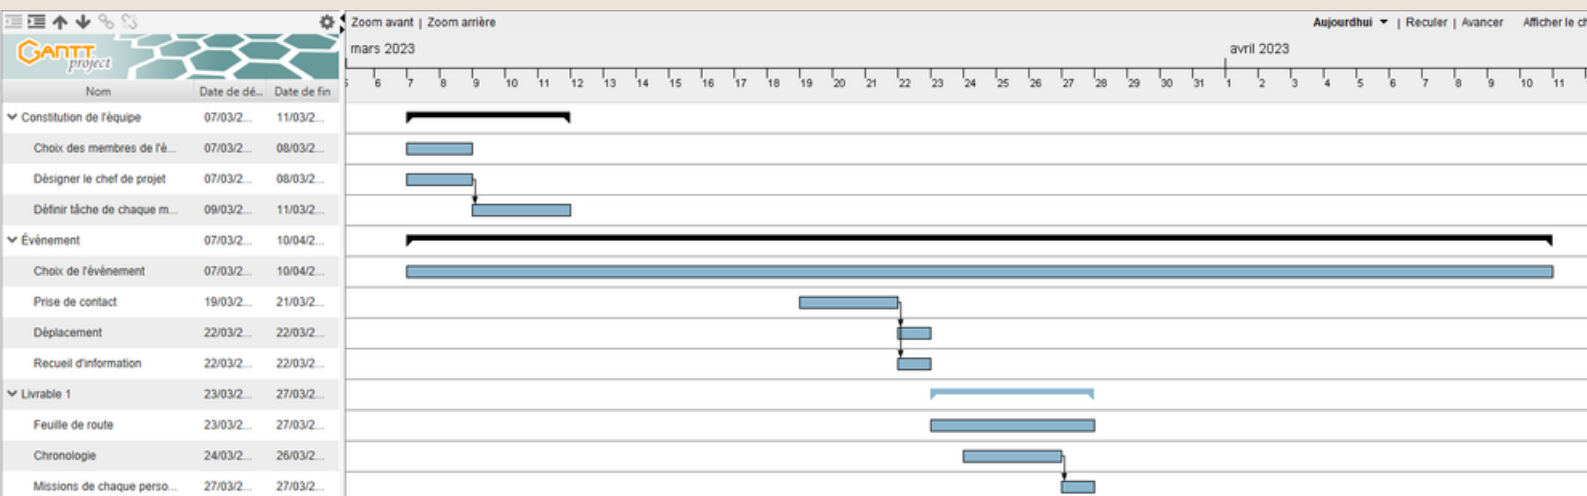 Zoom avant | Zoom arrière Aujourdhui ▼ | Reculer | Avancer Afficher le ch
GANTT project
mars 2023 avril 2023
6 7 8 9 10 11 12 13 14 15 16 17 18 19 20 21 22 23 24 25 26 27 28 29 30 31 1 2 3 4 5 6 7 8 9 10 11
Nom Date de dé... Date de fin
Constitution de l'équipe 07/03/2... 11/03/2...
Choix des membres de l'é... 07/03/2... 08/03/2...
Désigner le chef de projet 07/03/2... 08/03/2...
Définir tâche de chaque m... 09/03/2... 11/03/2...
Événement 07/03/2... 10/04/2...
Choix de l'événement 07/03/2... 10/04/2...
Prise de contact 19/03/2... 21/03/2...
Déplacement 22/03/2... 22/03/2...
Recueil d'information 22/03/2... 22/03/2...
Livrable 1 23/03/2... 27/03/2...
Feuille de route 23/03/2... 27/03/2...
Chronologie 24/03/2... 26/03/2...
Missions de chaque perso... 27/03/2... 27/03/2...